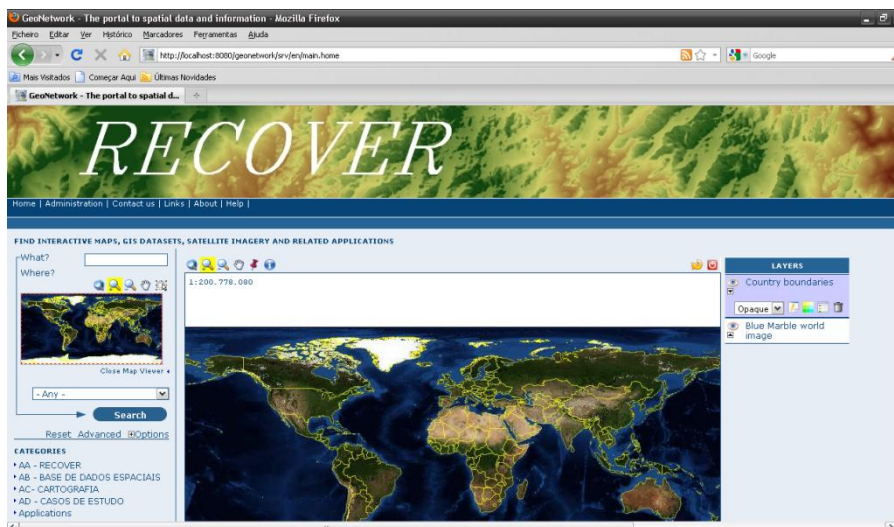 GeoNetwork - The portal to spatial data and information - Mozilla Firefox
Ficheiro Editar Ver Histórico Marcadores Ferramentas Ajuda
http://localhost:8080/geonetwork/srv/en/main.home
Google
Mais Visitados Começar Aqui Últimas Novidades
GeoNetwork - The portal to spatial d...
RECOVER
Home | Administration | Contact us | Links | About | Help |
FIND INTERACTIVE MAPS, GIS DATASETS, SATELLITE IMAGERY AND RELATED APPLICATIONS
What?
Where?
Close Map Viewer
- Any -
Search
Reset Advanced Options
CATEGORIES
AA - RECOVER
AB - BASE DE DADOS ESPACIAIS
AC- CARTOGRAFIA
AD - CASOS DE ESTUDO
Applications
1:200.778.080
LAYERS
Country boundaries
Opaque
Blue Marble world
image